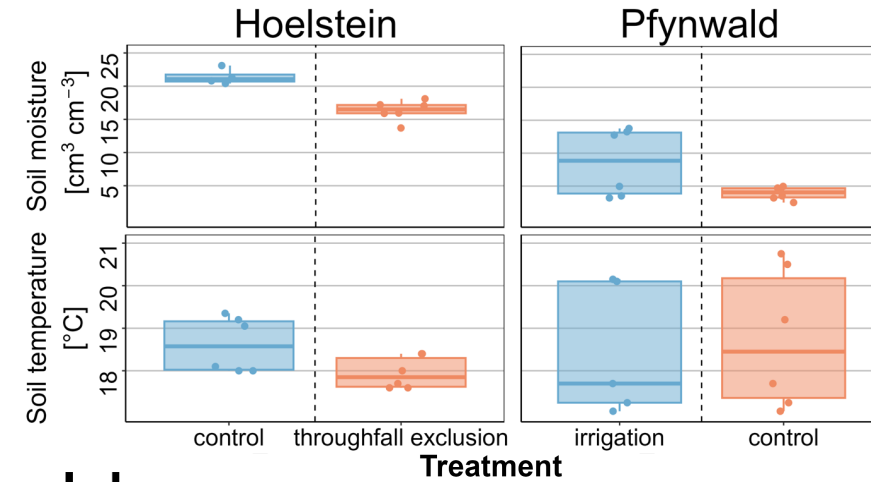 Hoelstein Pfynwald
Soil moisture
[cm³ cm⁻³]
25
20
15
10
5
Soil temperature
[°C]
21
20
19
18
control throughfall exclusion irrigation control
Treatment